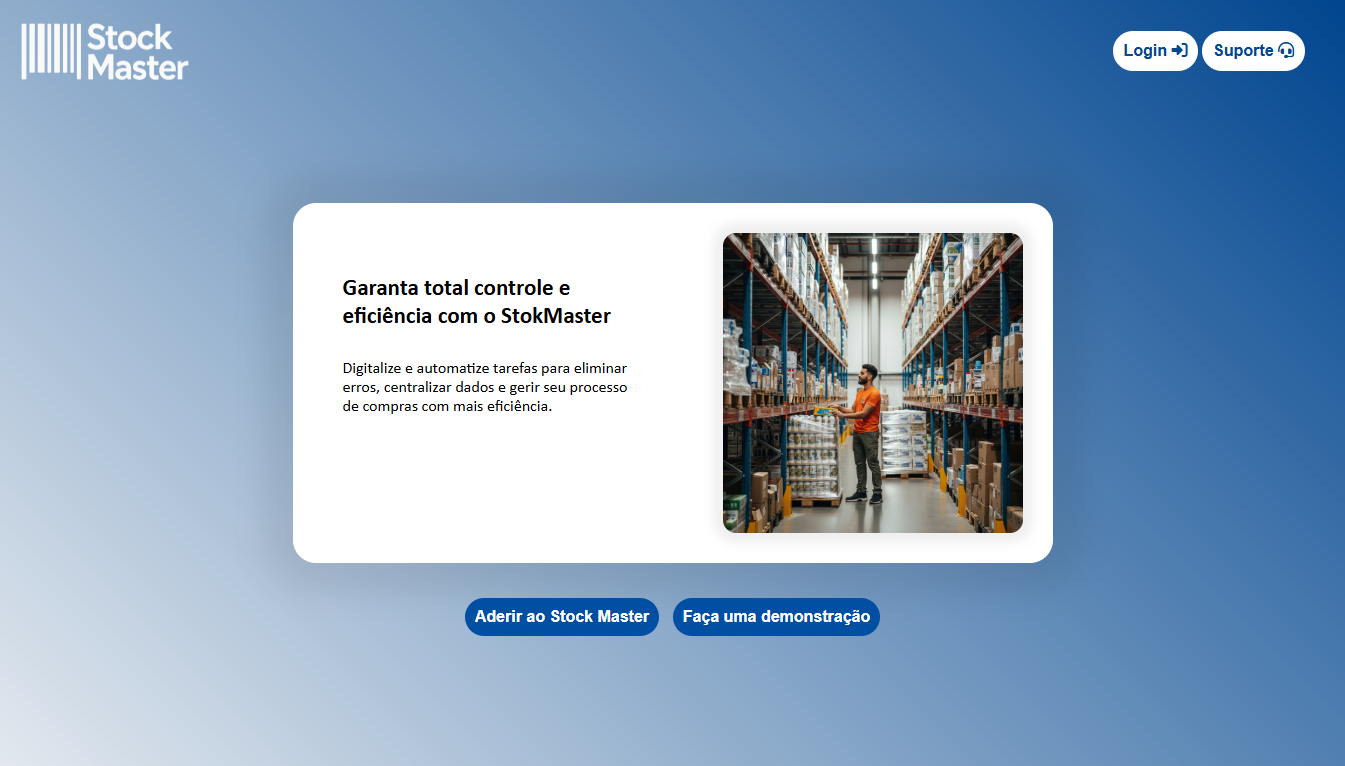 Stock
Master
Login
Suporte
Garanta total controle e
eficiência com o StokMaster
Digitalize e automatize tarefas para eliminar
erros, centralizar dados e gerir seu processo
de compras com mais eficiência.
Aderir ao Stock Master
Faça uma demonstração